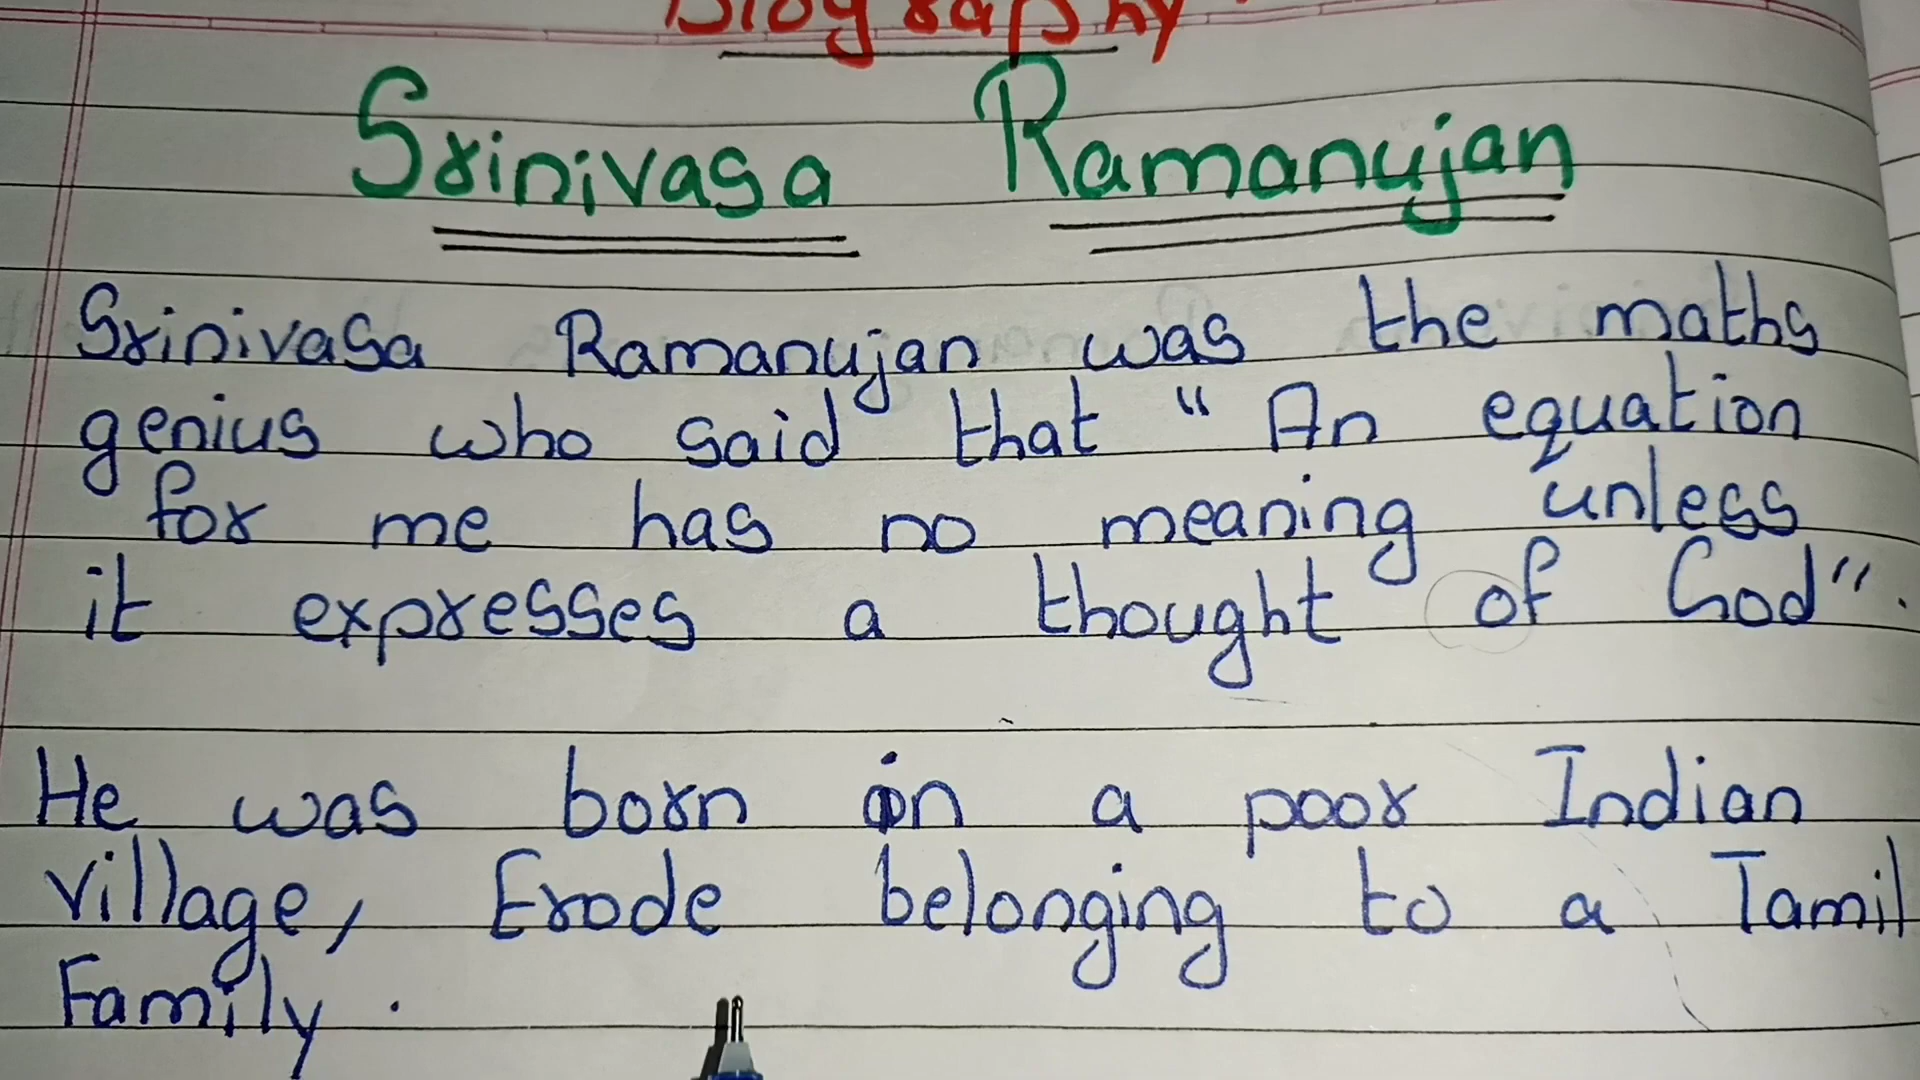 Biography
Srinivasa Ramanujan
Srinivasa Ramanujan was the maths
genius who said that “ An equation
for me has no meaning unless
it expresses a thought of God”.
He was born in a poor Indian
village, Erode belonging to a Tamil
Family.